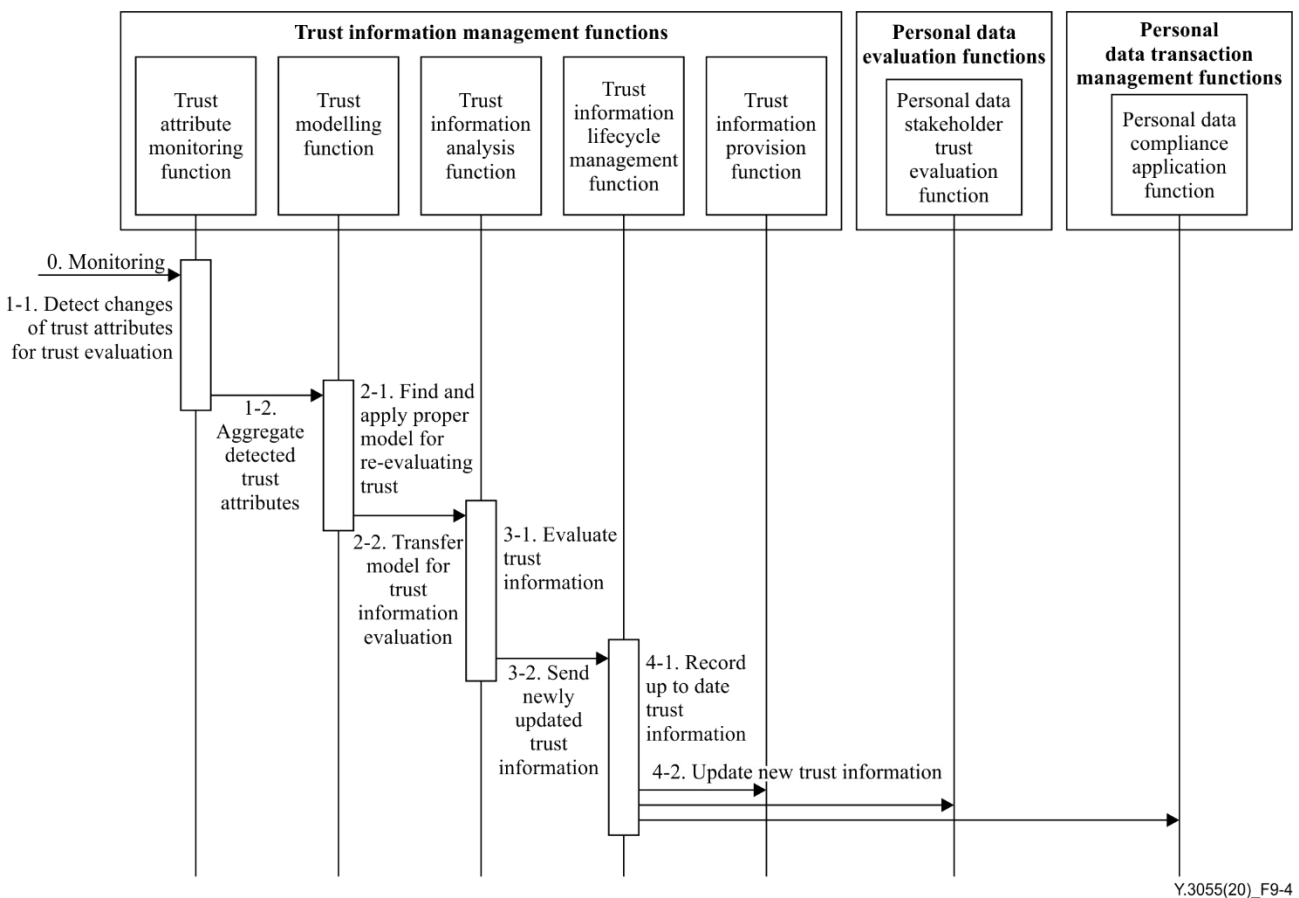 Trust information management functions
Personal data
evaluation functions
Personal
data transaction
management functions
Trust
attribute
monitoring
function
Trust
modelling
function
Trust
information
analysis
function
Trust
information
lifecycle
management
function
Trust
information
provision
function
Personal data
stakeholder
trust
evaluation
function
Personal data
compliance
application
function
0. Monitoring
1-1. Detect changes
of trust attributes
for trust evaluation
1-2.
Aggregate
detected
trust
attributes
2-1. Find and
apply proper
model for
re-evaluating
trust
2-2. Transfer
model for
trust
information
evaluation
3-1. Evaluate
trust
information
3-2. Send
newly
updated
trust
information
4-1. Record
up to date
trust
information
4-2. Update new trust information
Y.3055(20)_F9-4